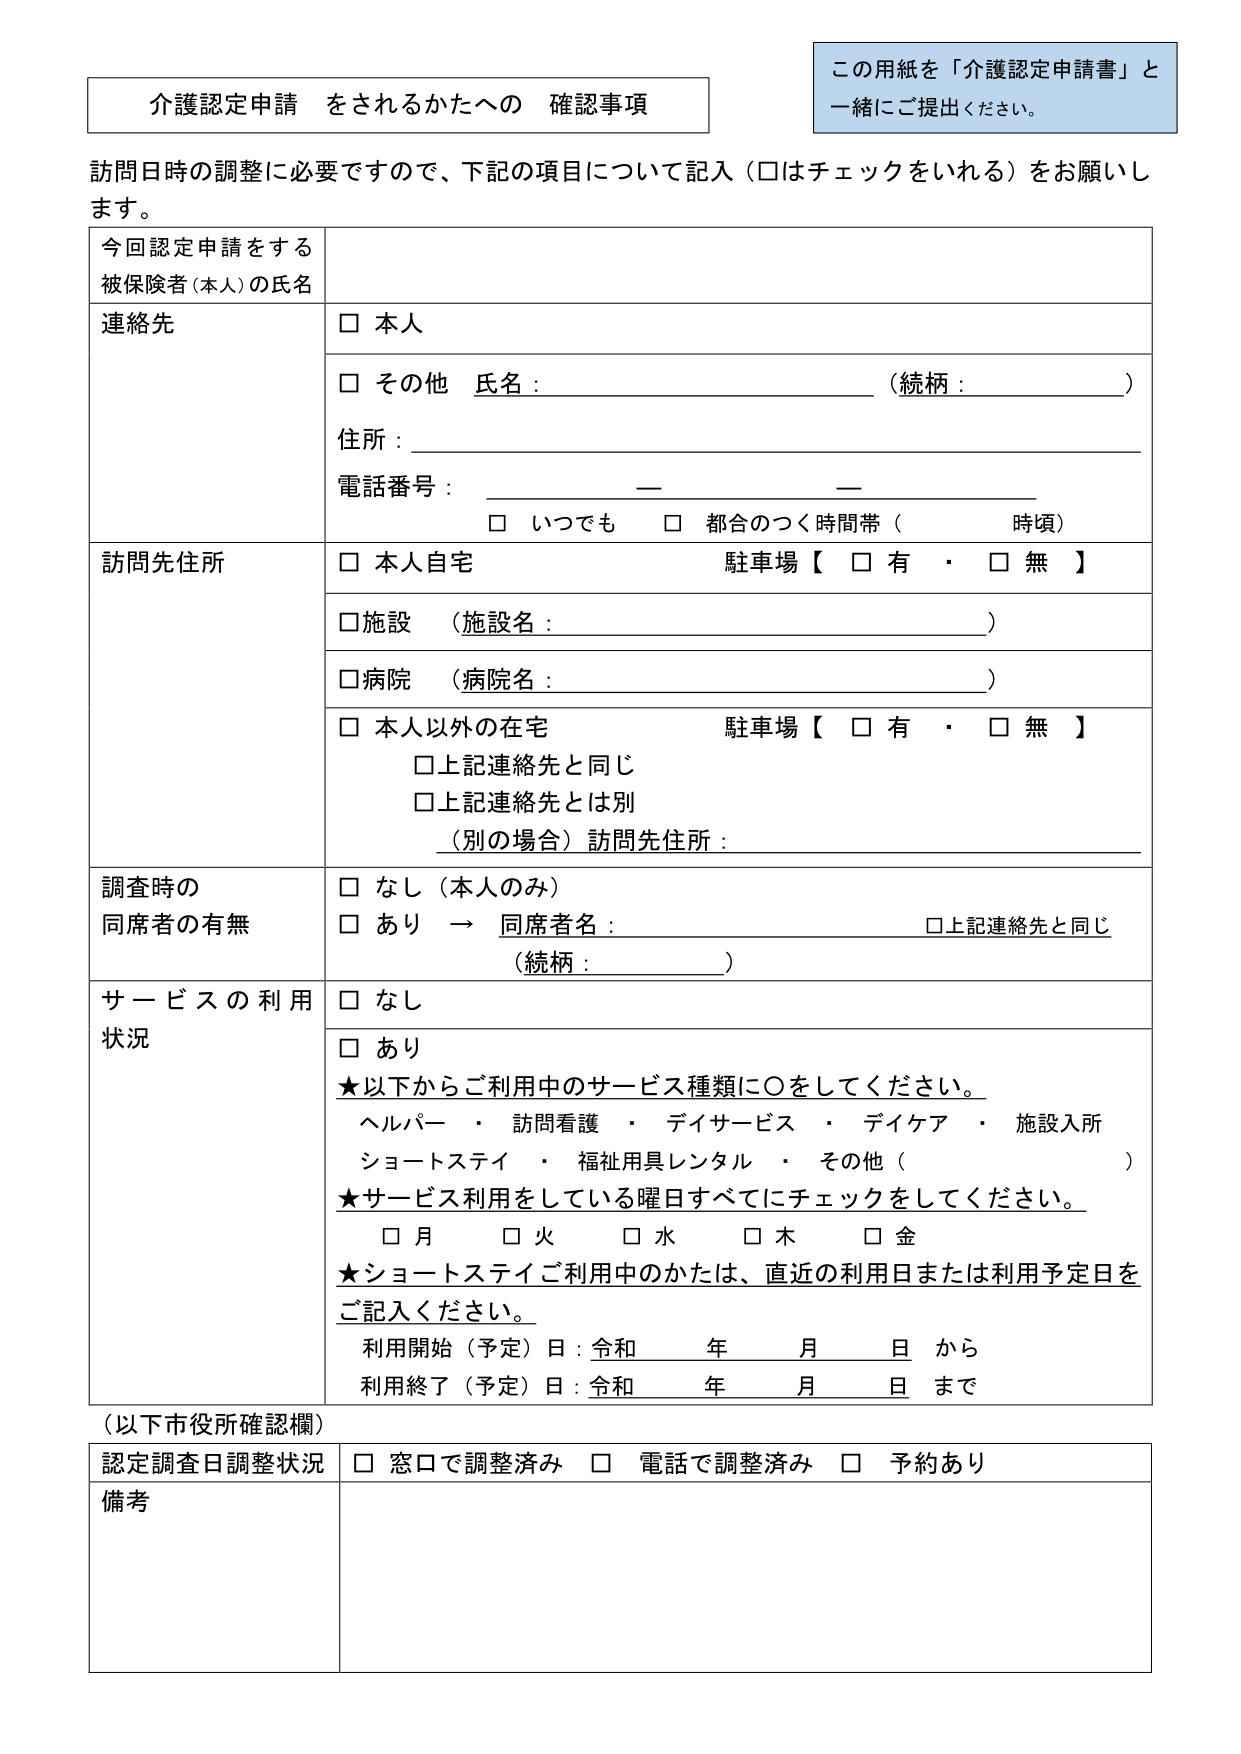 この用紙を「介護認定申請書」と
一緒にご提出ください。
介護認定申請　をされるかたへの　確認事項
訪問日時の調整に必要ですので、下記の項目について記入（□はチェックをいれる）をお願いし
ます。
今回認定申請をする
被保険者（本人）の氏名
連絡先
□ 本人
□ その他　氏名：　　　　　　　　（続柄：　　　　　）
住所：
電話番号：　　　　　―　　　　　―
□　いつでも　□　都合のつく時間帯（　　　　時頃）
訪問先住所
□ 本人自宅　　　　駐車場【　□ 有　・　□ 無　】
□施設　（施設名：　　　　　　　　）
□病院　（病院名：　　　　　　　　）
□ 本人以外の在宅　　　　駐車場【　□ 有　・　□ 無　】
□上記連絡先と同じ
□上記連絡先とは別
（別の場合）訪問先住所：
調査時の
同席者の有無
□ なし（本人のみ）
□ あり　→　同席者名：　　　　　　　　□上記連絡先と同じ
（続柄：　　　　　）
サービスの利用
状況
□ なし
□ あり
★以下からご利用中のサービス種類に〇をしてください。
ヘルパー　・　訪問看護　・　デイサービス　・　デイケア　・　施設入所
ショートステイ　・　福祉用具レンタル　・　その他（　　　　　　　　）
★サービス利用をしている曜日すべてにチェックをしてください。
□ 月　　□ 火　　□ 水　　□ 木　　□ 金
★ショートステイご利用中のかたは、直近の利用日または利用予定日を
ご記入ください。
利用開始（予定）日：令和　　　年　　　月　　　日　から
利用終了（予定）日：令和　　　年　　　月　　　日　まで
（以下市役所確認欄）
認定調査日調整状況
□ 窓口で調整済み　□　電話で調整済み　□　予約あり
備考